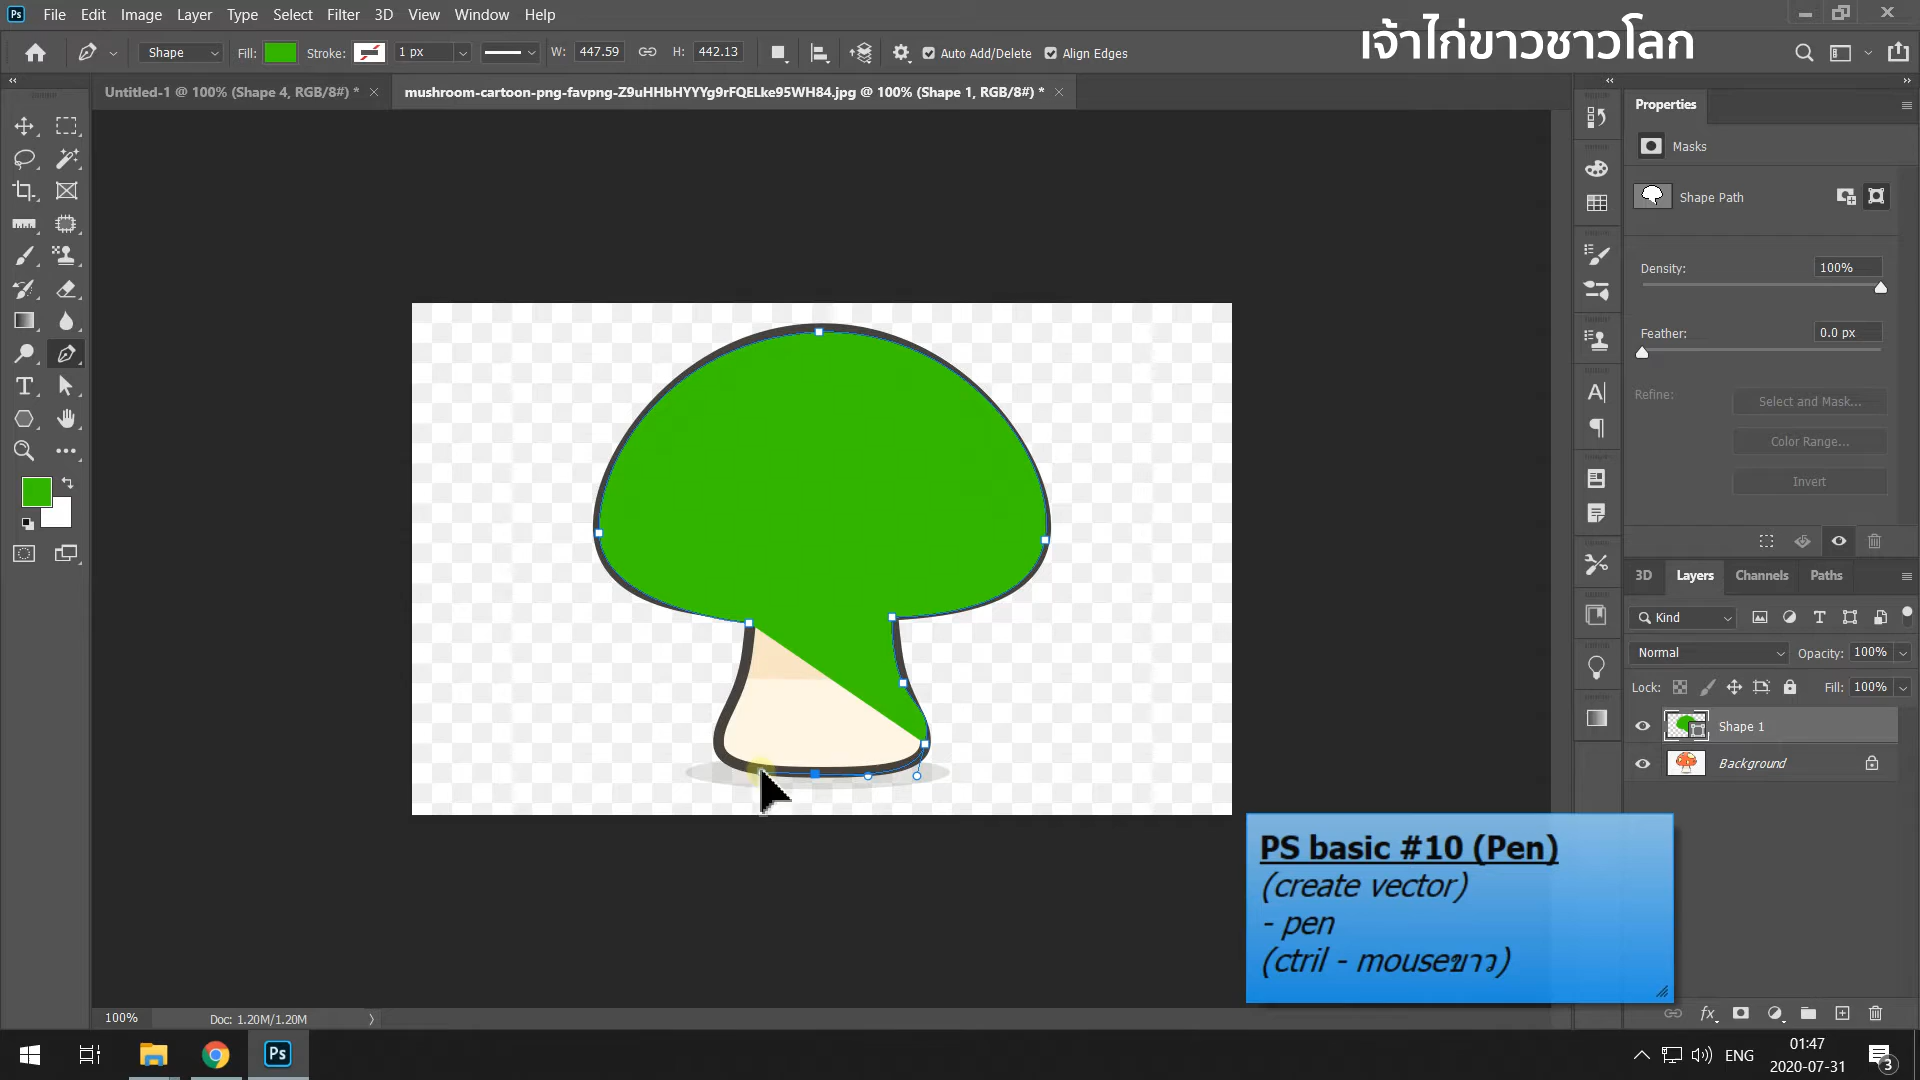 File Edit Image Layer Type Select Filter 3D View Window Help
เจ้าไก่ขาวชาวโลก
Shape Fill: Stroke: 1 px W: 447.59 H: 442.13 Auto Add/Delete Align Edges
Untitled-1 @ 100% (Shape 4, RGB/8#) *
mushroom-cartoon-png-favpng-Z9uHHbHYYYg9rFQELke95WH84.jpg @ 100% (Shape 1, RGB/8#) *
Properties
Masks
Shape Path
Density: 100%
Feather: 0.0 px
Refine: Select and Mask...
Color Range...
Invert
3D Layers Channels Paths
Kind
Normal Opacity: 100%
Lock: Fill: 100%
Shape 1
Background
PS basic #10 (Pen)
(create vector)
- pen
(ctril - mouseขาว)
100% Doc: 1.20M/1.20M
Ps
ENG
01:47
2020-07-31
3